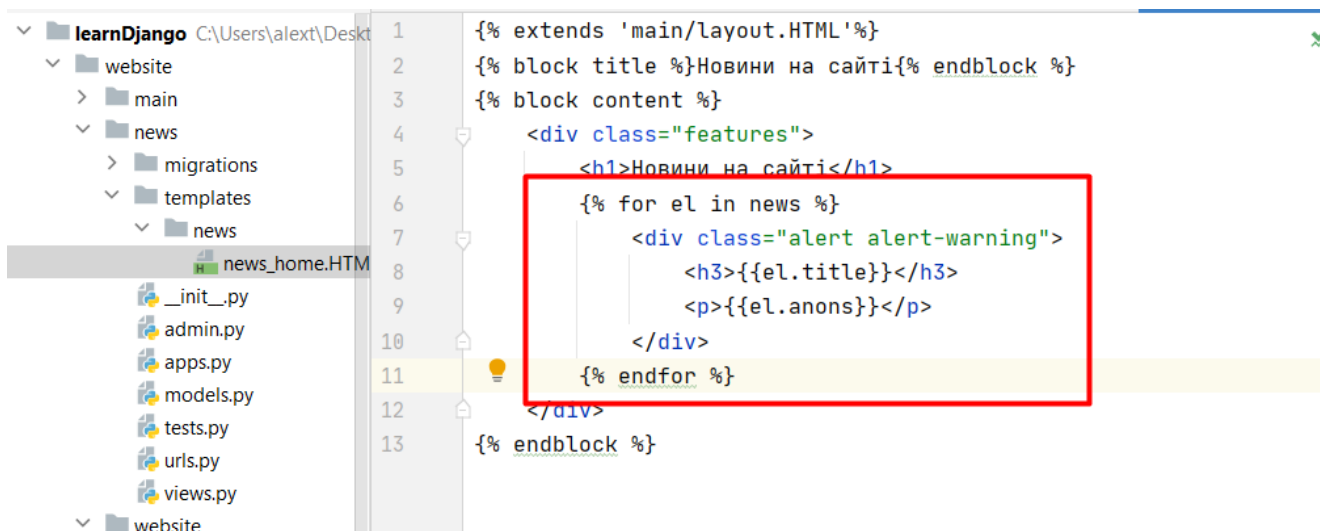 learnDjango C:\Users\alext\Deskt
website
main
news
migrations
templates
news
news_home.HTM
__init__.py
admin.py
apps.py
models.py
tests.py
urls.py
views.py
website
1 {% extends 'main/layout.HTML'%}
2 {% block title %}Новини на сайті{% endblock %}
3 {% block content %}
4 <div class="features">
5 <h1>Новини на сайті</h1>
6 {% for el in news %}
7 <div class="alert alert-warning">
8 <h3>{{el.title}}</h3>
9 <p>{{el.anons}}</p>
10 </div>
11 {% endfor %}
12 </div>
13 {% endblock %}